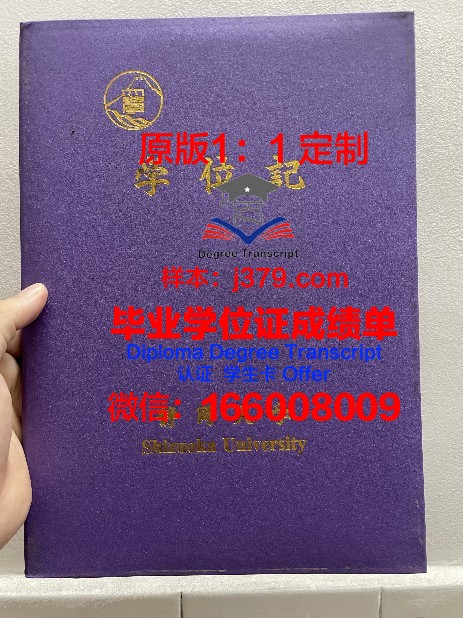 原版1：1 定制
学位記
Degree Transcript
样本：j379.com
毕业学位证成绩单
Diploma Degree Transcript
认证 学生卡 Offer
微信：166008009
University